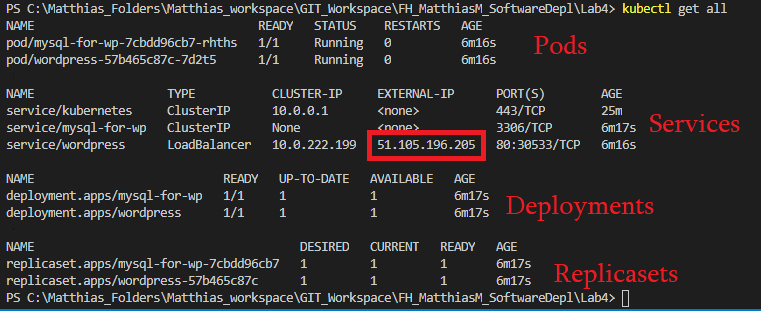 PS C:\Matthias_Folders\Matthias_workspace\GIT_Workspace\FH_MatthiasM_SoftwareDepl\Lab4> kubectl get all
NAME READY STATUS RESTARTS AGE
pod/mysql-for-wp-7cbdd96cb7-rhths 1/1 Running 0 6m16s
pod/wordpress-57b465c87c-7d2t5 1/1 Running 0 6m16s
Pods
NAME TYPE CLUSTER-IP EXTERNAL-IP PORT(S) AGE
service/kubernetes ClusterIP 10.0.0.1 <none> 443/TCP 25m
service/mysql-for-wp ClusterIP None <none> 3306/TCP 6m17s
service/wordpress LoadBalancer 10.0.222.199 51.105.196.205 80:30533/TCP 6m16s
Services
NAME READY UP-TO-DATE AVAILABLE AGE
deployment.apps/mysql-for-wp 1/1 1 1 6m17s
deployment.apps/wordpress 1/1 1 1 6m17s
Deployments
NAME DESIRED CURRENT READY AGE
replicaset.apps/mysql-for-wp-7cbdd96cb7 1 1 1 6m17s
replicaset.apps/wordpress-57b465c87c 1 1 1 6m17s
Replicasets
PS C:\Matthias_Folders\Matthias_workspace\GIT_Workspace\FH_MatthiasM_SoftwareDepl\Lab4>